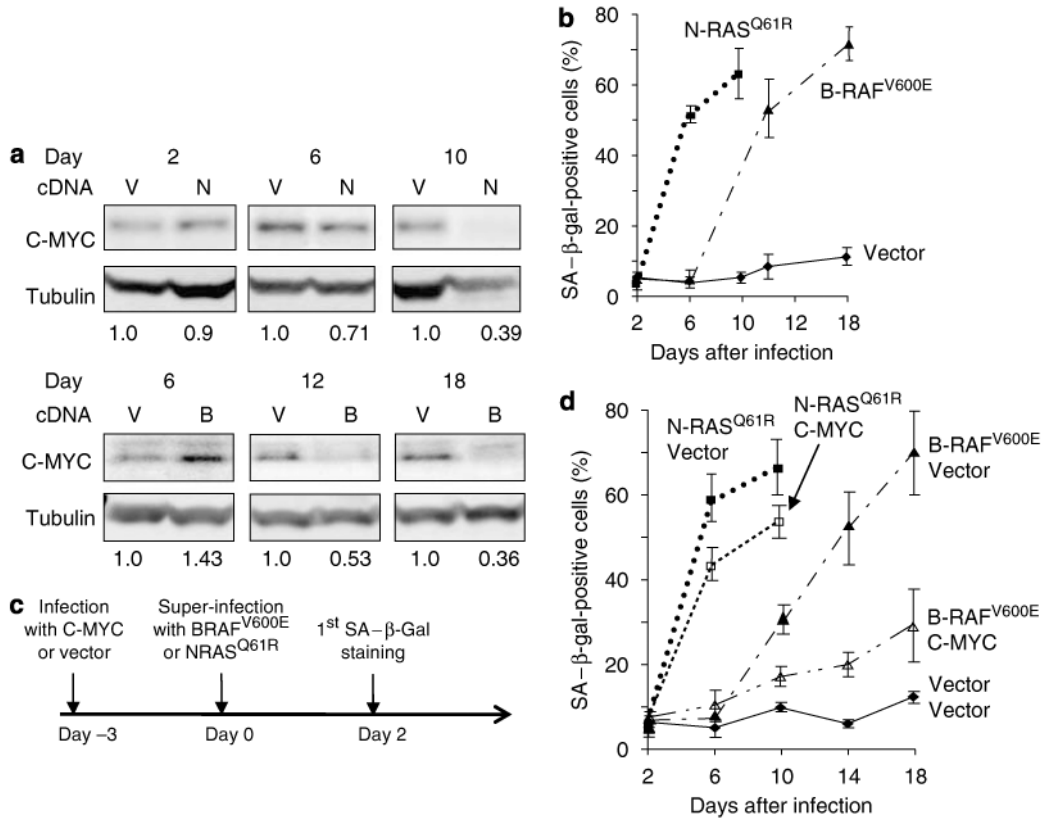 a
Day 2 6 10
cDNA V N V N V N
C-MYC
Tubulin
1.0 0.9 1.0 0.71 1.0 0.39
Day 6 12 18
cDNA V B V B V B
C-MYC
Tubulin
1.0 1.43 1.0 0.53 1.0 0.36
b
SA–β-gal-positive cells (%)
80
60
40
20
0
N-RAS^Q61R
B-RAF^V600E
Vector
2 6 10 12 18
Days after infection
c
Infection
with C-MYC
or vector
Super-infection
with BRAF^V600E
or NRAS^Q61R
1st SA–β-Gal
staining
Day –3 Day 0 Day 2
d
SA–β-gal-positive cells (%)
80
60
40
20
0
N-RAS^Q61R
Vector
N-RAS^Q61R
C-MYC
B-RAF^V600E
Vector
B-RAF^V600E
C-MYC
Vector
Vector
2 6 10 14 18
Days after infection